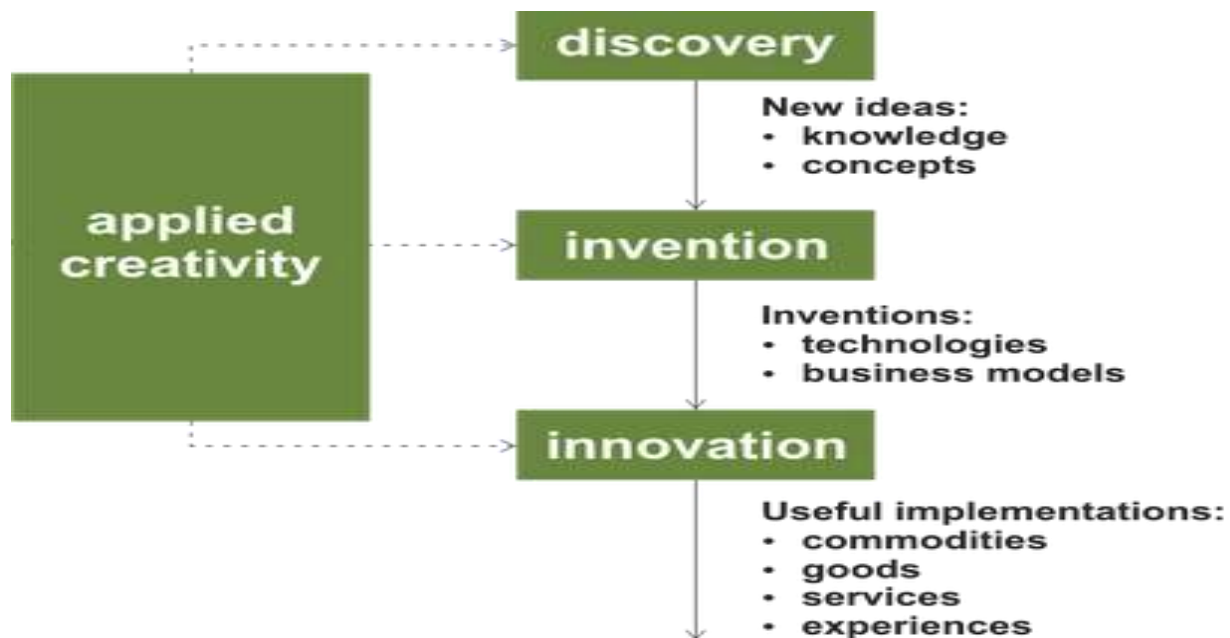 discovery
New ideas:
• knowledge
• concepts
applied
creativity
invention
Inventions:
• technologies
• business models
innovation
Useful implementations:
• commodities
• goods
• services
• experiences